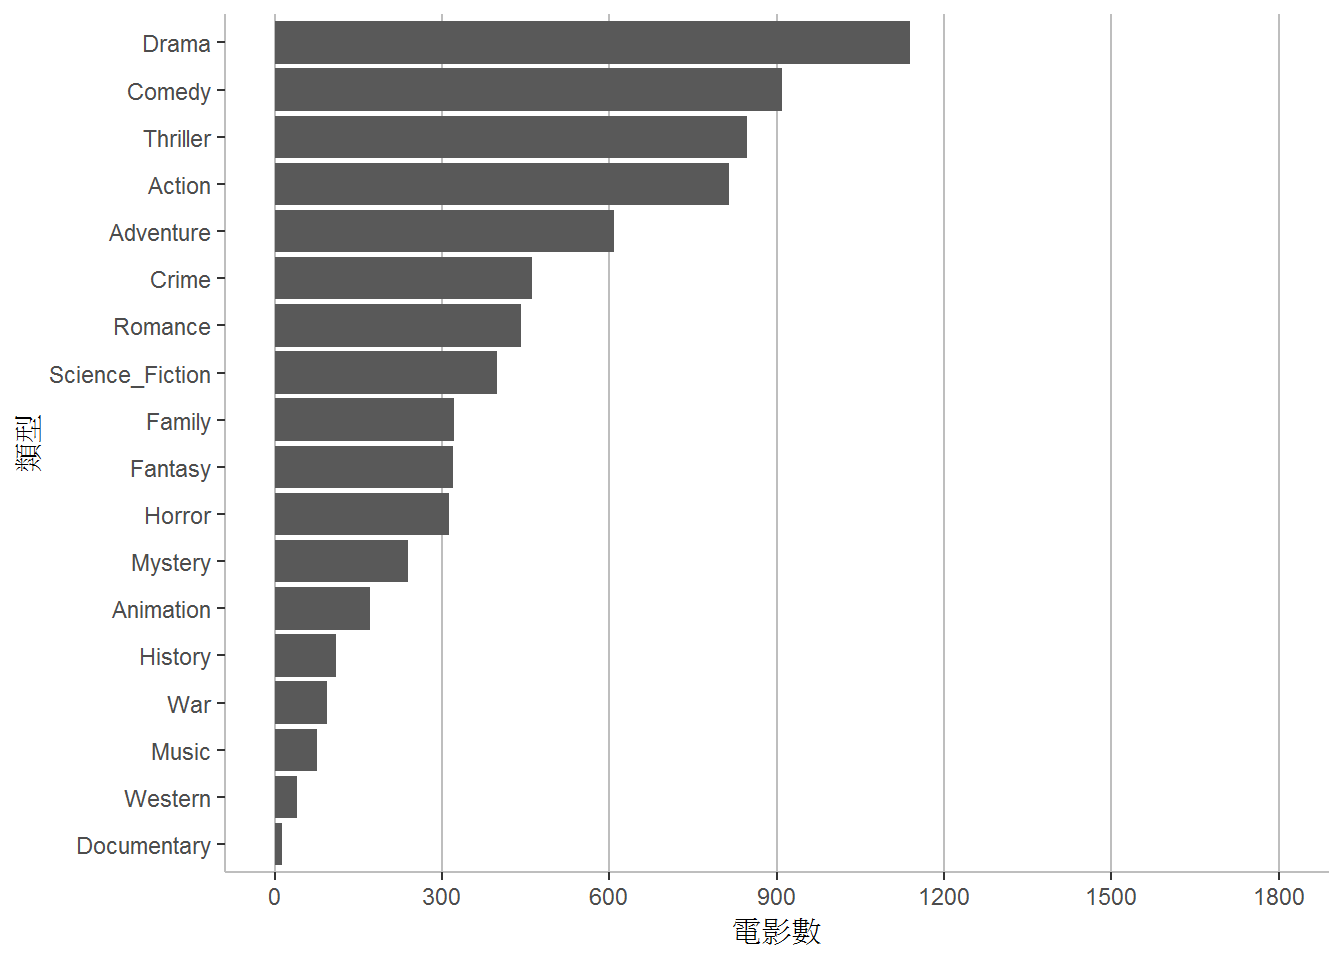 Drama
Comedy
Thriller
Action
Adventure
Crime
Romance
Science_Fiction
Family
Fantasy
Horror
Mystery
Animation
History
War
Music
Western
Documentary
類型
0 300 600 900 1200 1500 1800
電影數